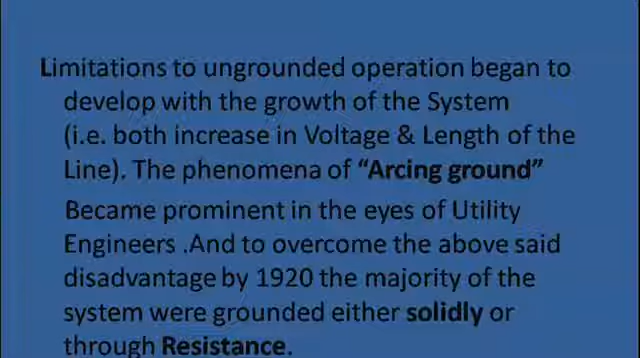 Limitations to ungrounded operation began to
develop with the growth of the System
(i.e. both increase in Voltage & Length of the
Line). The phenomena of “Arcing ground”
Became prominent in the eyes of Utility
Engineers .And to overcome the above said
disadvantage by 1920 the majority of the
system were grounded either solidly or
through Resistance.